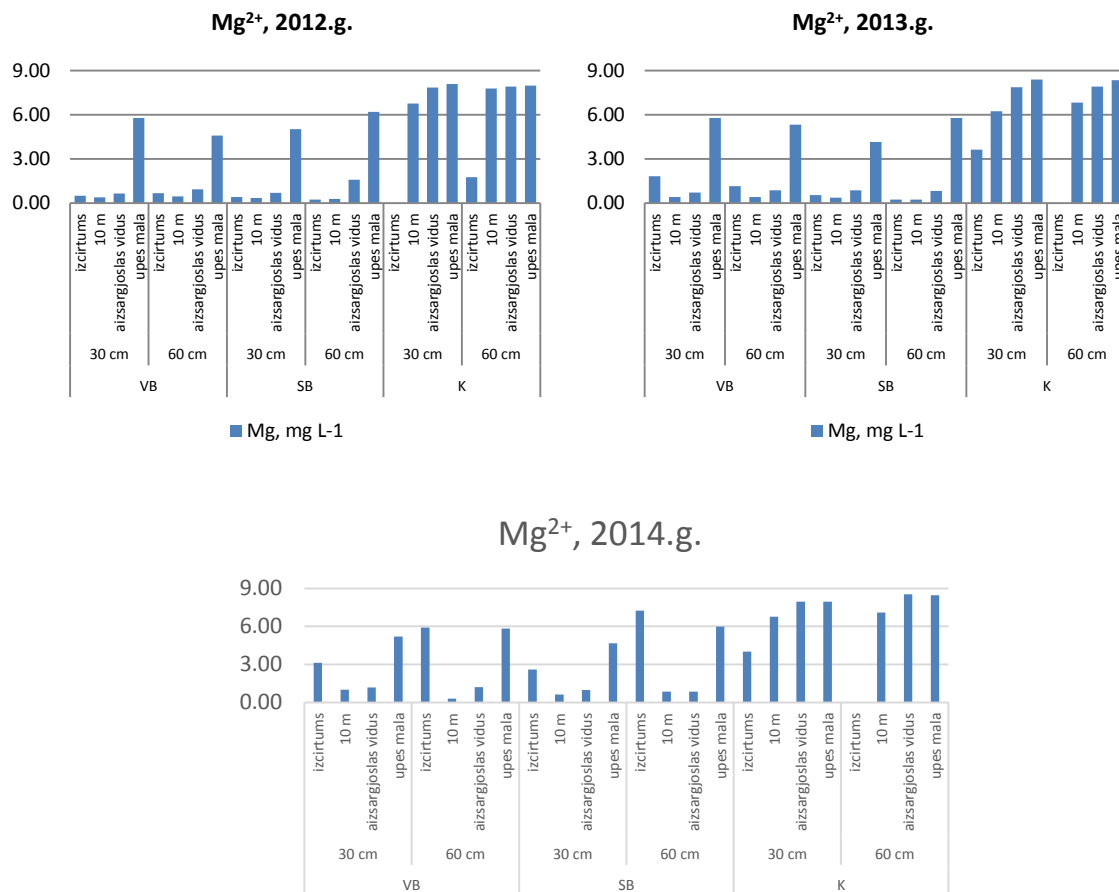 Mg2+, 2012.g.
9.00
6.00
3.00
0.00
izcirtums
10 m
aizsargjoslas vidus
upes mala
izcirtums
10 m
aizsargjoslas vidus
upes mala
izcirtums
10 m
aizsargjoslas vidus
upes mala
izcirtums
10 m
aizsargjoslas vidus
upes mala
izcirtums
10 m
aizsargjoslas vidus
upes mala
izcirtums
10 m
aizsargjoslas vidus
upes mala
30 cm 60 cm 30 cm 60 cm 30 cm 60 cm
VB SB K
Mg, mg L-1
Mg2+, 2013.g.
9.00
6.00
3.00
0.00
izcirtums
10 m
aizsargjoslas vidus
upes mala
izcirtums
10 m
aizsargjoslas vidus
upes mala
izcirtums
10 m
aizsargjoslas vidus
upes mala
izcirtums
10 m
aizsargjoslas vidus
upes mala
izcirtums
10 m
aizsargjoslas vidus
upes mala
izcirtums
10 m
aizsargjoslas vidus
upes mala
30 cm 60 cm 30 cm 60 cm 30 cm 60 cm
VB SB K
Mg, mg L-1
Mg2+, 2014.g.
9.00
6.00
3.00
0.00
izcirtums
10 m
aizsargjoslas vidus
upes mala
izcirtums
10 m
aizsargjoslas vidus
upes mala
izcirtums
10 m
aizsargjoslas vidus
upes mala
izcirtums
10 m
aizsargjoslas vidus
upes mala
izcirtums
10 m
aizsargjoslas vidus
upes mala
izcirtums
10 m
aizsargjoslas vidus
upes mala
30 cm 60 cm 30 cm 60 cm 30 cm 60 cm
VB SB K